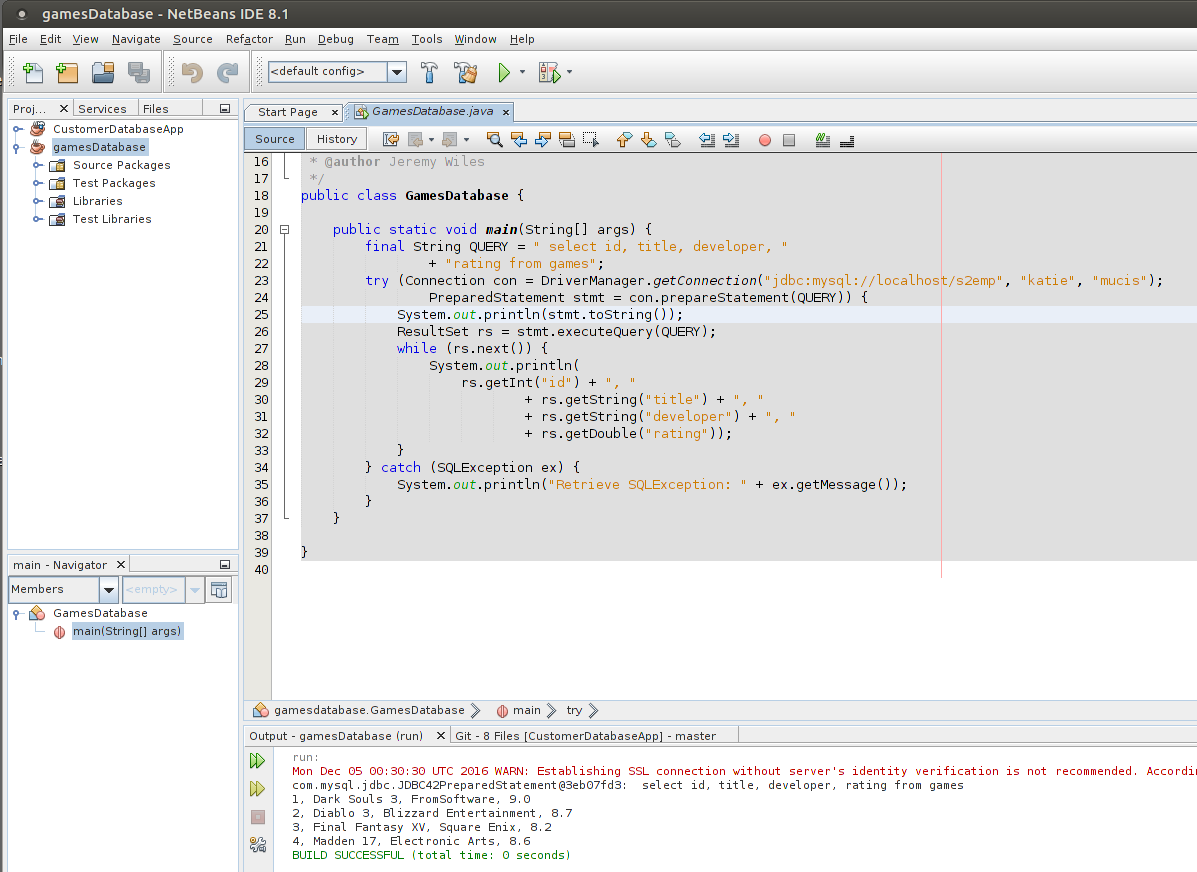 gamesDatabase - NetBeans IDE 8.1
File Edit View Navigate Source Refactor Run Debug Team Tools Window Help
<default config>
Proj... Services Files
CustomerDatabaseApp
gamesDatabase
Source Packages
Test Packages
Libraries
Test Libraries
Start Page GamesDatabase.java
Source History
16 * @author Jeremy Wiles
17 */
18 public class GamesDatabase {
19
20 public static void main(String[] args) {
21 final String QUERY = " select id, title, developer, "
22 + "rating from games";
23 try (Connection con = DriverManager.getConnection("jdbc:mysql://localhost/s2emp", "katie", "mucis");
24 PreparedStatement stmt = con.prepareStatement(QUERY)) {
25 System.out.println(stmt.toString());
26 ResultSet rs = stmt.executeQuery(QUERY);
27 while (rs.next()) {
28 System.out.println(
29 rs.getInt("id") + ", "
30 + rs.getString("title") + ", "
31 + rs.getString("developer") + ", "
32 + rs.getDouble("rating"));
33 }
34 } catch (SQLException ex) {
35 System.out.println("Retrieve SQLException: " + ex.getMessage());
36 }
37 }
38
39 }
40
main - Navigator
Members <empty>
GamesDatabase
main(String[] args)
gamesdatabase.GamesDatabase main try
Output - gamesDatabase (run) Git - 8 Files [CustomerDatabaseApp] - master
run:
Mon Dec 05 00:30:30 UTC 2016 WARN: Establishing SSL connection without server's identity verification is not recommended. Accordin
com.mysql.jdbc.JDBC42PreparedStatement@3eb07fd3: select id, title, developer, rating from games
1, Dark Souls 3, FromSoftware, 9.0
2, Diablo 3, Blizzard Entertainment, 8.7
3, Final Fantasy XV, Square Enix, 8.2
4, Madden 17, Electronic Arts, 8.6
BUILD SUCCESSFUL (total time: 0 seconds)